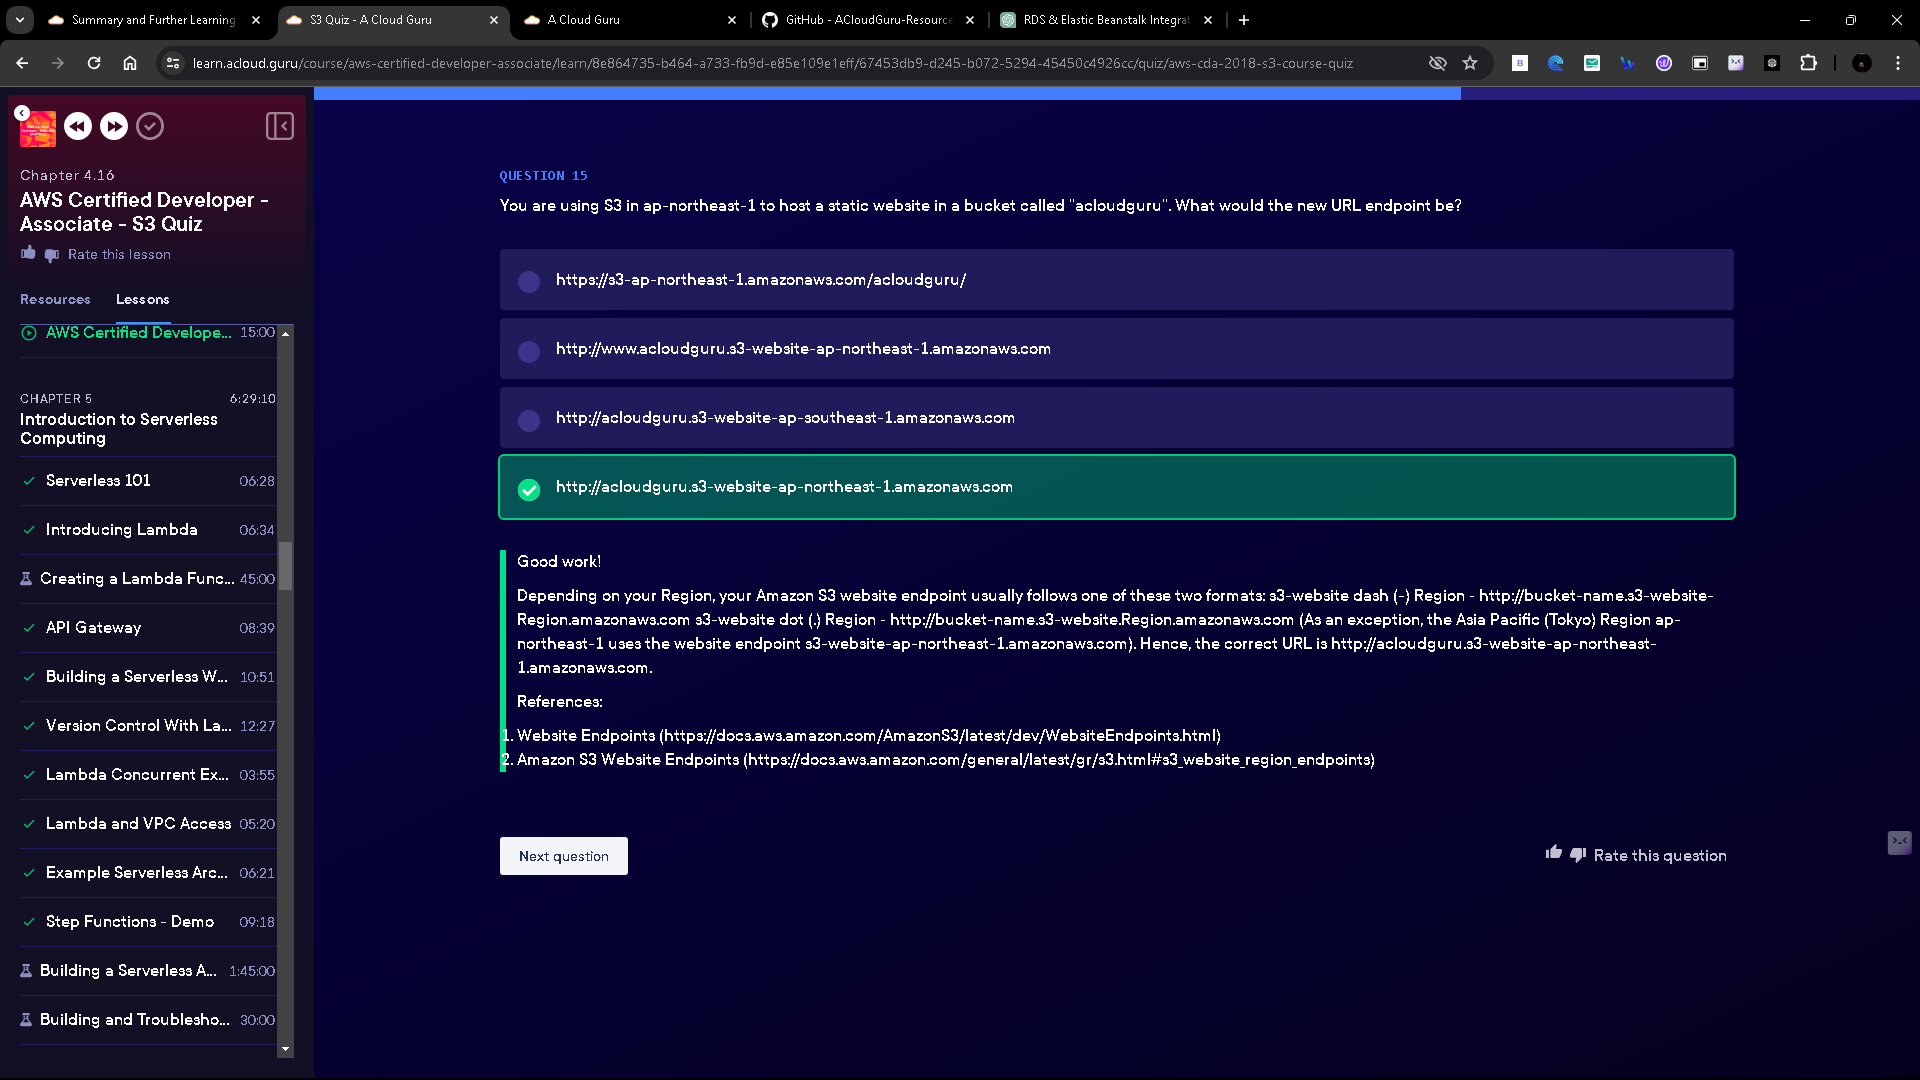 Summary and Further Learning
S3 Quiz - A Cloud Guru
A Cloud Guru
GitHub - ACloudGuru-Resource
RDS & Elastic Beanstalk Integrat
learn.acloud.guru/course/aws-certified-developer-associate/learn/8e864735-b464-a733-fb9d-e85e109e1eff/67453db9-d245-b072-5294-45450c4926cc/quiz/aws-cda-2018-s3-course-quiz
Chapter 4.16
AWS Certified Developer -
Associate - S3 Quiz
Rate this lesson
Resources
Lessons
AWS Certified Develope... 15:00
CHAPTER 5 6:29:10
Introduction to Serverless
Computing
Serverless 101 06:28
Introducing Lambda 06:34
Creating a Lambda Func... 45:00
API Gateway 08:39
Building a Serverless W... 10:51
Version Control With La... 12:27
Lambda Concurrent Ex... 03:55
Lambda and VPC Access 05:20
Example Serverless Arc... 06:21
Step Functions - Demo 09:18
Building a Serverless A... 1:45:00
Building and Troublesho... 30:00
QUESTION 15
You are using S3 in ap-northeast-1 to host a static website in a bucket called "acloudguru". What would the new URL endpoint be?
https://s3-ap-northeast-1.amazonaws.com/acloudguru/
http://www.acloudguru.s3-website-ap-northeast-1.amazonaws.com
http://acloudguru.s3-website-ap-southeast-1.amazonaws.com
http://acloudguru.s3-website-ap-northeast-1.amazonaws.com
Good work!
Depending on your Region, your Amazon S3 website endpoint usually follows one of these two formats: s3-website dash (-) Region - http://bucket-name.s3-website-
Region.amazonaws.com s3-website dot (.) Region - http://bucket-name.s3-website.Region.amazonaws.com (As an exception, the Asia Pacific (Tokyo) Region ap-
northeast-1 uses the website endpoint s3-website-ap-northeast-1.amazonaws.com). Hence, the correct URL is http://acloudguru.s3-website-ap-northeast-
1.amazonaws.com.
References:
1. Website Endpoints (https://docs.aws.amazon.com/AmazonS3/latest/dev/WebsiteEndpoints.html)
2. Amazon S3 Website Endpoints (https://docs.aws.amazon.com/general/latest/gr/s3.html#s3_website_region_endpoints)
Next question
Rate this question